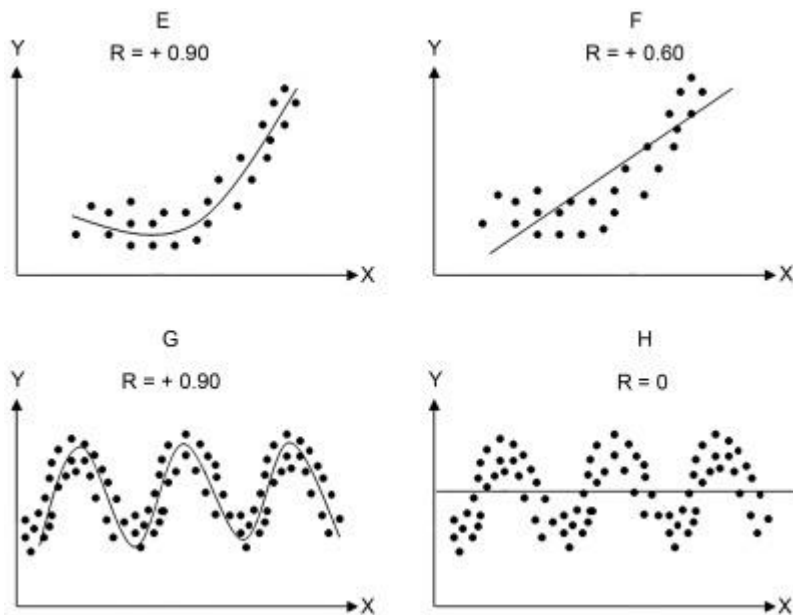 E
R = + 0.90
Y
X
F
R = + 0.60
Y
X
G
R = + 0.90
Y
X
H
R = 0
Y
X